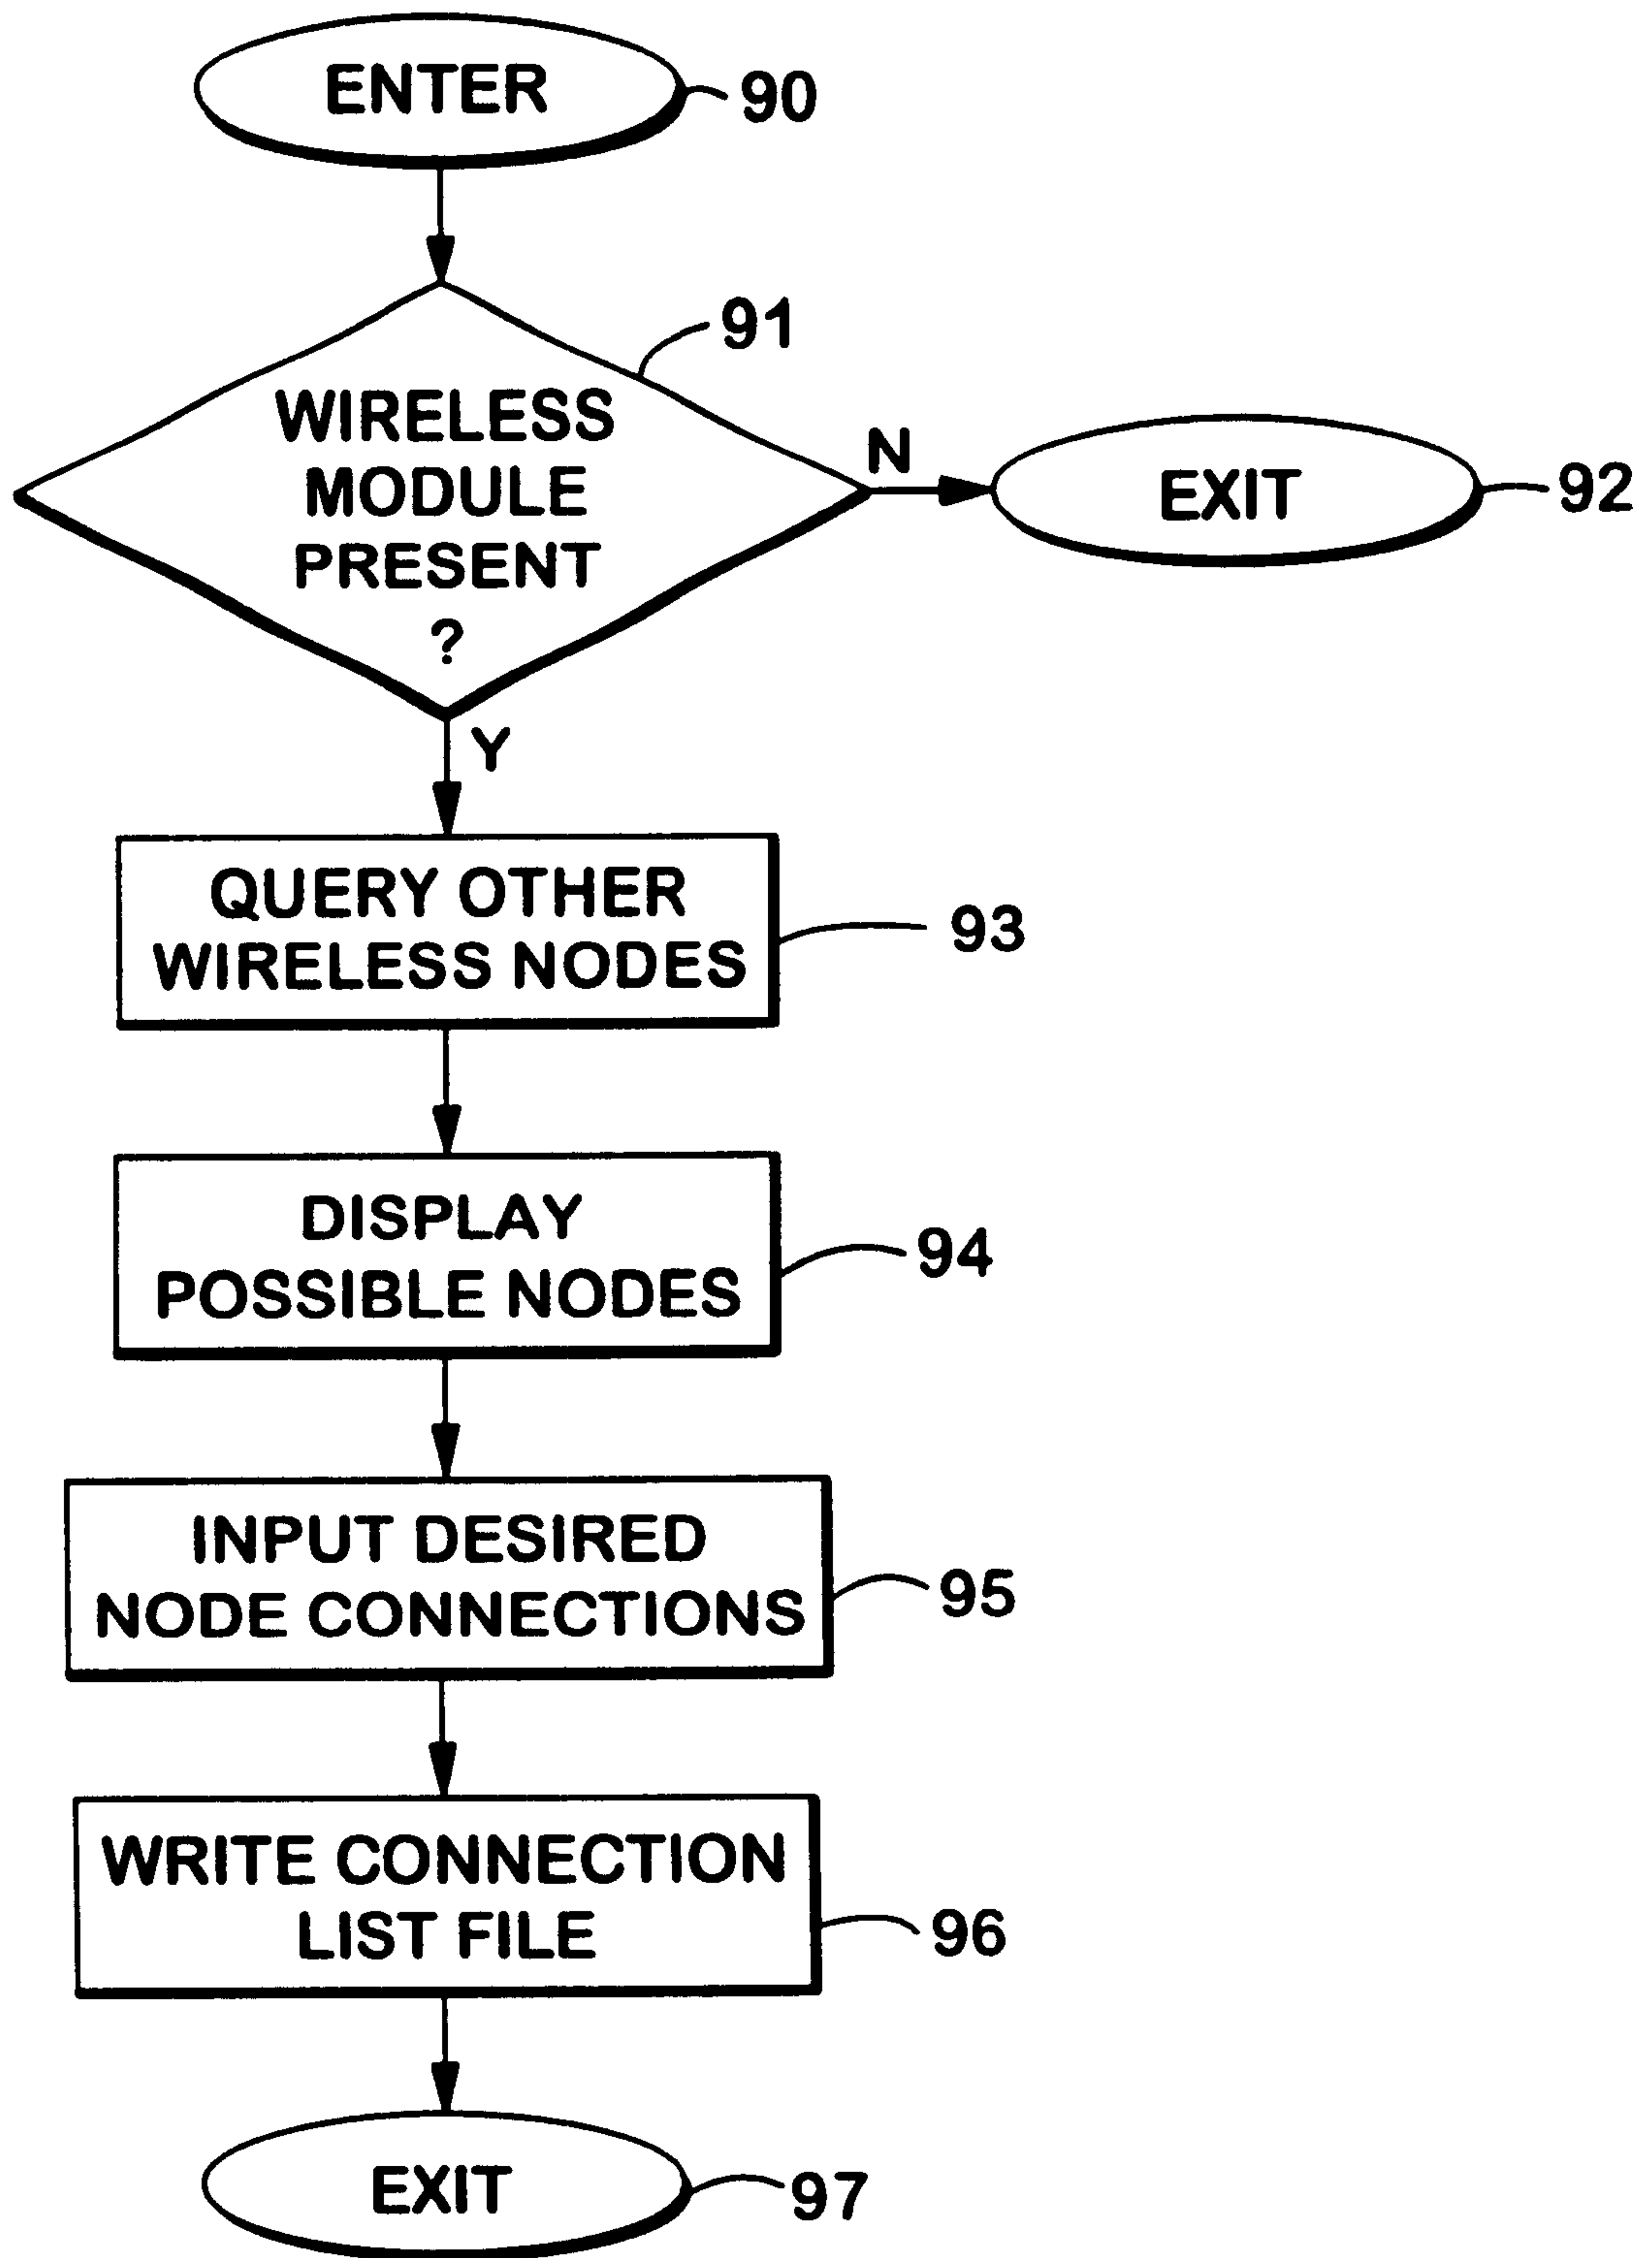 ENTER
90
91
WIRELESS
MODULE
PRESENT
?
N
EXIT
92
Y
QUERY OTHER
WIRELESS NODES
93
DISPLAY
POSSIBLE NODES
94
INPUT DESIRED
NODE CONNECTIONS
95
WRITE CONNECTION
LIST FILE
96
EXIT
97